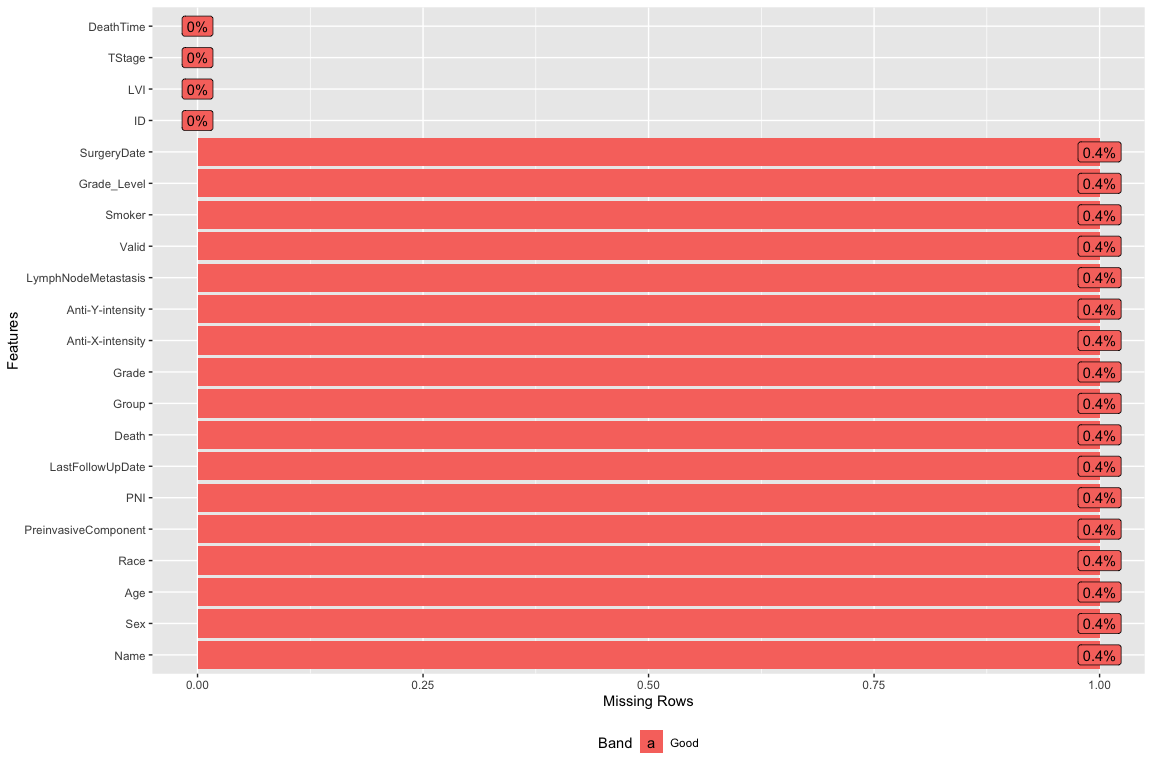 DeathTime 0%
TStage 0%
LVI 0%
ID 0%
SurgeryDate 0.4%
Grade_Level 0.4%
Smoker 0.4%
Valid 0.4%
LymphNodeMetastasis 0.4%
Anti-Y-intensity 0.4%
Anti-X-intensity 0.4%
Grade 0.4%
Group 0.4%
Death 0.4%
LastFollowUpDate 0.4%
PNI 0.4%
PreinvasiveComponent 0.4%
Race 0.4%
Age 0.4%
Sex 0.4%
Name 0.4%
Features
0.00 0.25 0.50 0.75 1.00
Missing Rows
Band a Good